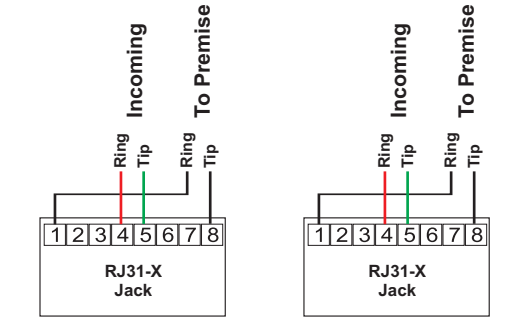 Incoming
To Premise
Ring
Tip
Ring
Tip
1 2 3 4 5 6 7 8
RJ31-X
Jack
Incoming
To Premise
Ring
Tip
Ring
Tip
1 2 3 4 5 6 7 8
RJ31-X
Jack